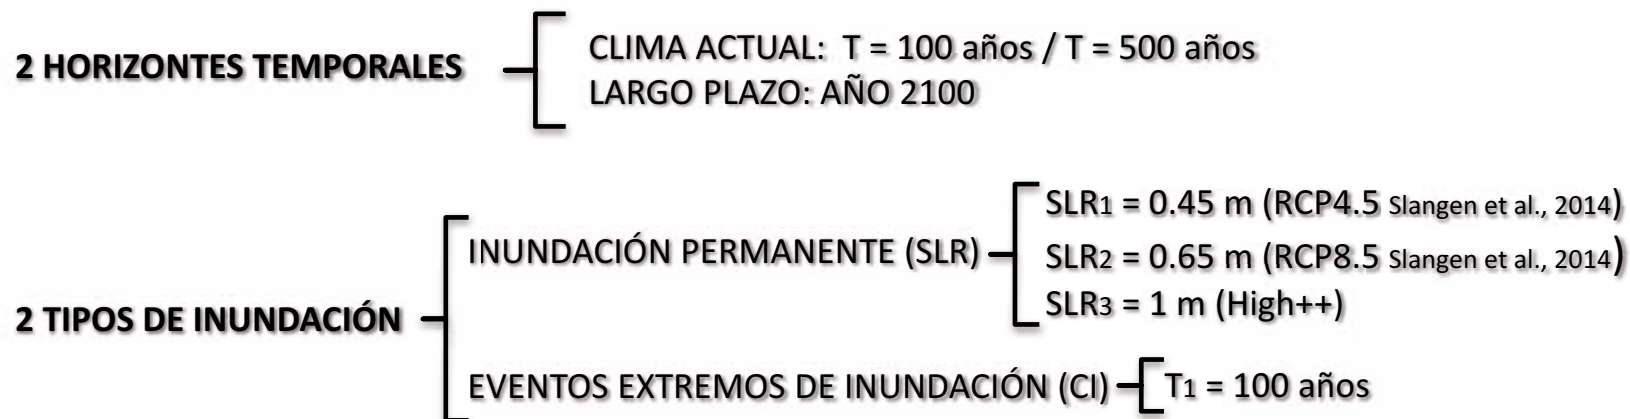 2 HORIZONTES TEMPORALES
CLIMA ACTUAL: T = 100 años / T = 500 años
LARGO PLAZO: AÑO 2100
2 TIPOS DE INUNDACIÓN
INUNDACIÓN PERMANENTE (SLR)
SLR1 = 0.45 m (RCP4.5 Slangen et al., 2014)
SLR2 = 0.65 m (RCP8.5 Slangen et al., 2014)
SLR3 = 1 m (High++)
EVENTOS EXTREMOS DE INUNDACIÓN (CI)
T1 = 100 años